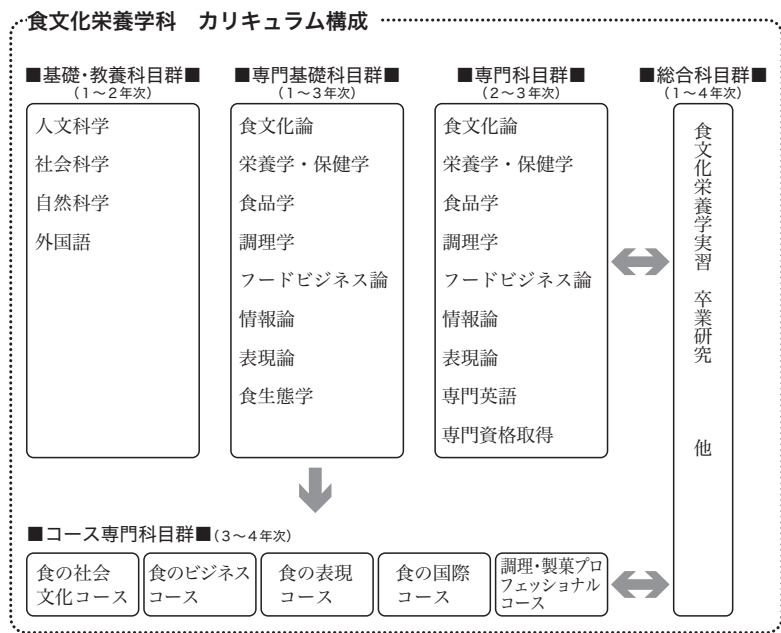 食文化栄養学科　カリキュラム構成
■基礎・教養科目群■
（1～2年次）
人文科学
社会科学
自然科学
外国語
■専門基礎科目群■
（1～3年次）
食文化論
栄養学・保健学
食品学
調理学
フードビジネス論
情報論
表現論
食生態学
■専門科目群■
（2～3年次）
食文化論
栄養学・保健学
食品学
調理学
フードビジネス論
情報論
表現論
専門英語
専門資格取得
■総合科目群■
（1～4年次）
食文化栄養学実習　卒業研究　他
■コース専門科目群■（3～4年次）
食の社会
文化コース
食のビジネス
コース
食の表現
コース
食の国際
コース
調理・製菓プロ
フェッショナル
コース